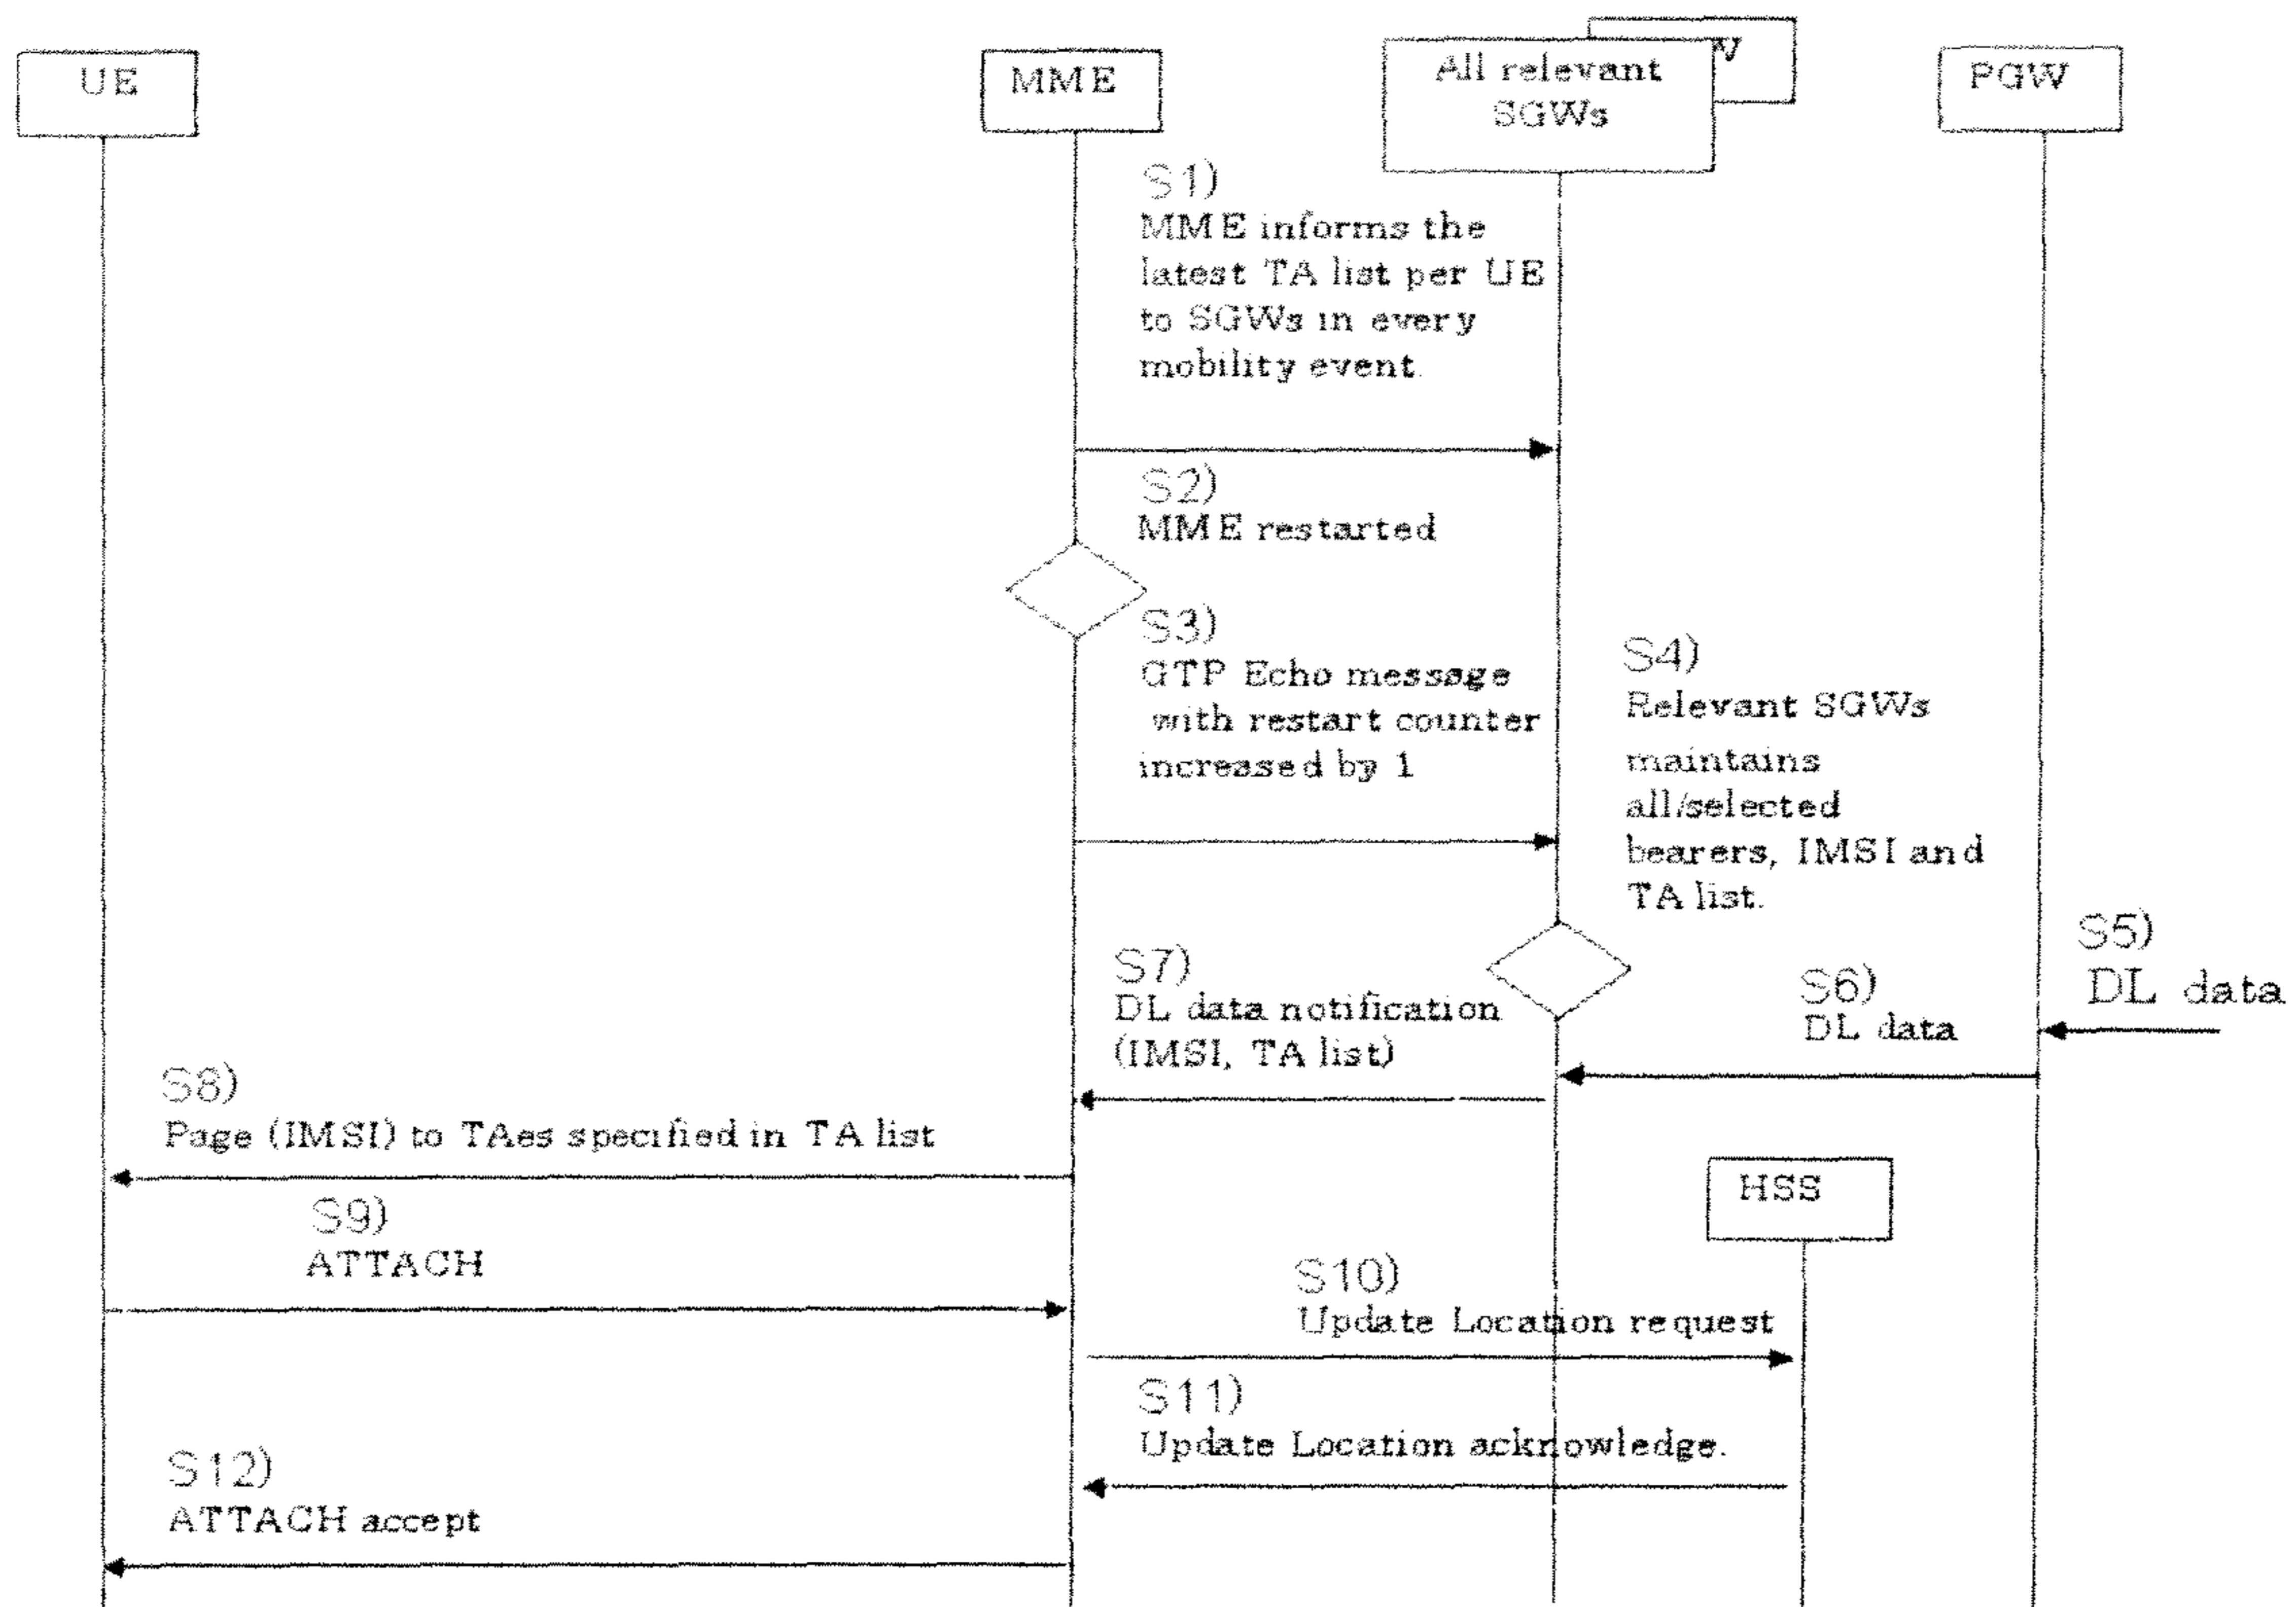 UE
MME
All relevant
SGWs
PGW
S1)
MME informs the
latest TA list per UE
to SGWs in every
mobility event.
S2)
MME restarted
S3)
GTP Echo message
with restart counter
increased by 1
S4)
Relevant SGWs
maintains
all/selected
bearers, IMSI and
TA list.
S5)
DL data
S6)
DL data
S7)
DL data notification
(IMSI, TA list)
S8)
Page (IMSI) to TAes specified in TA list
HSS
S9)
ATTACH
S10)
Update Location request
S11)
Update Location acknowledge.
S12)
ATTACH accept